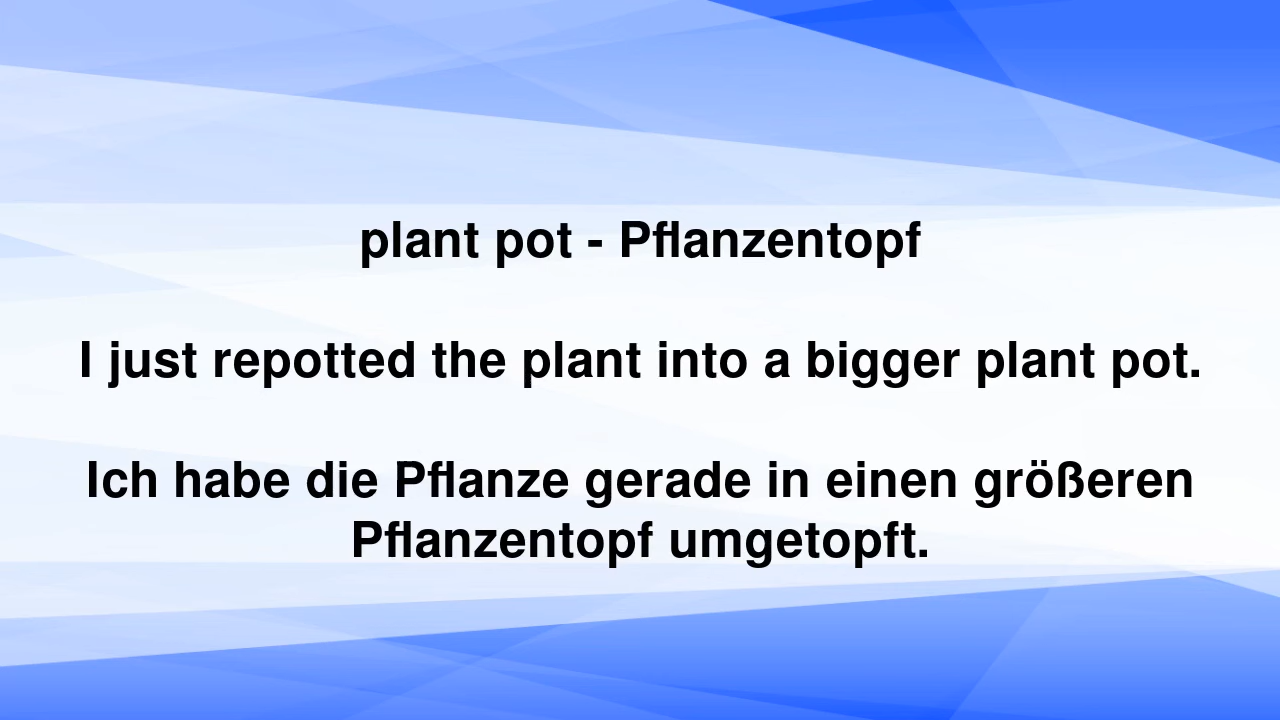 plant pot - Pflanzentopf
I just repotted the plant into a bigger plant pot.
Ich habe die Pflanze gerade in einen größeren
Pflanzentopf umgetopft.